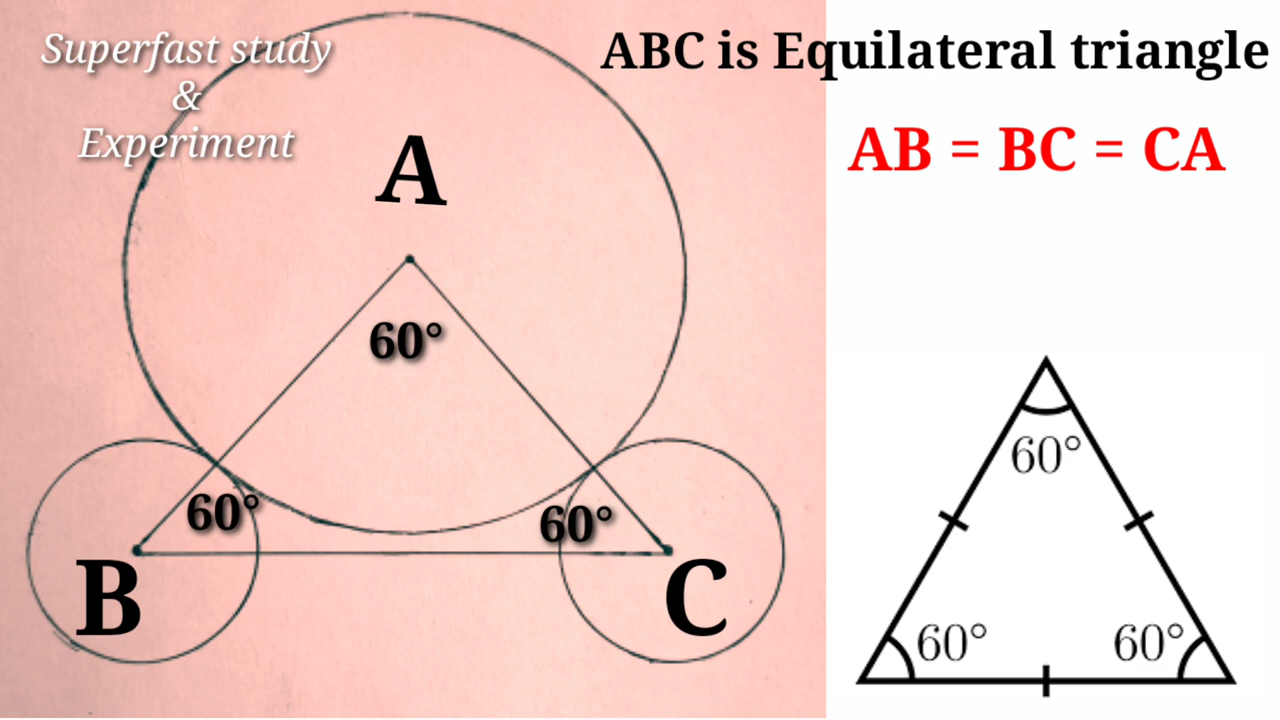 Superfast study
&
Experiment
ABC is Equilateral triangle
AB = BC = CA
A
60°
60°
60°
B
C
60°
60°
60°